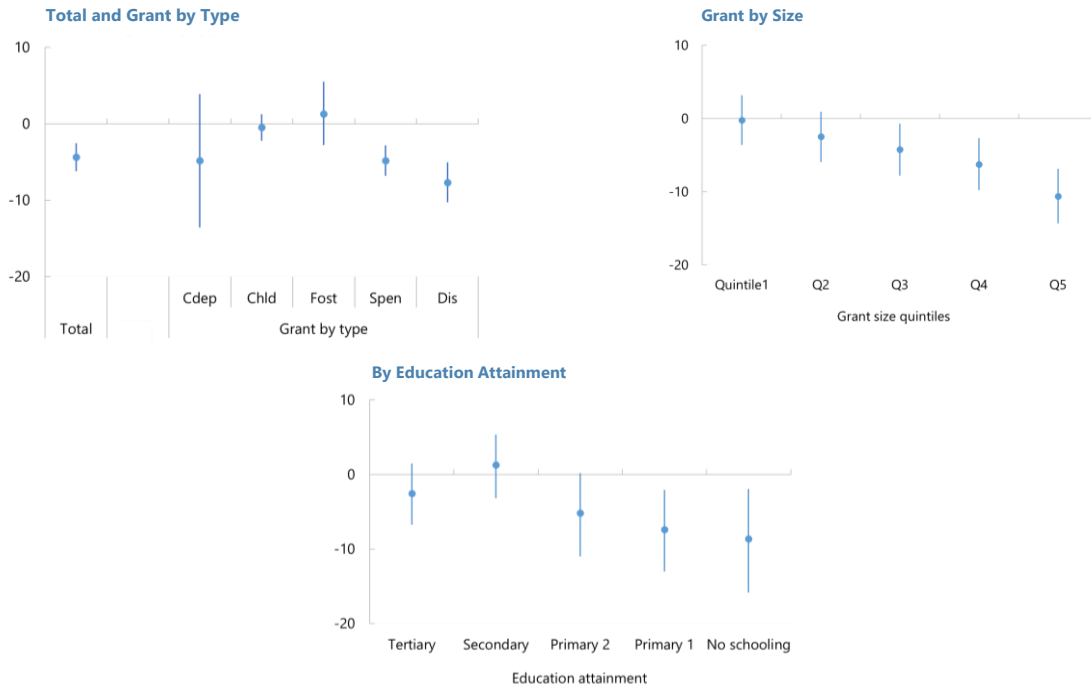 Total and Grant by Type
10
0
-10
-20
Cdep Chld Fost Spen Dis
Total Grant by type
Grant by Size
10
0
-10
-20
Quintile1 Q2 Q3 Q4 Q5
Grant size quintiles
By Education Attainment
10
0
-10
-20
Tertiary Secondary Primary 2 Primary 1 No schooling
Education attainment